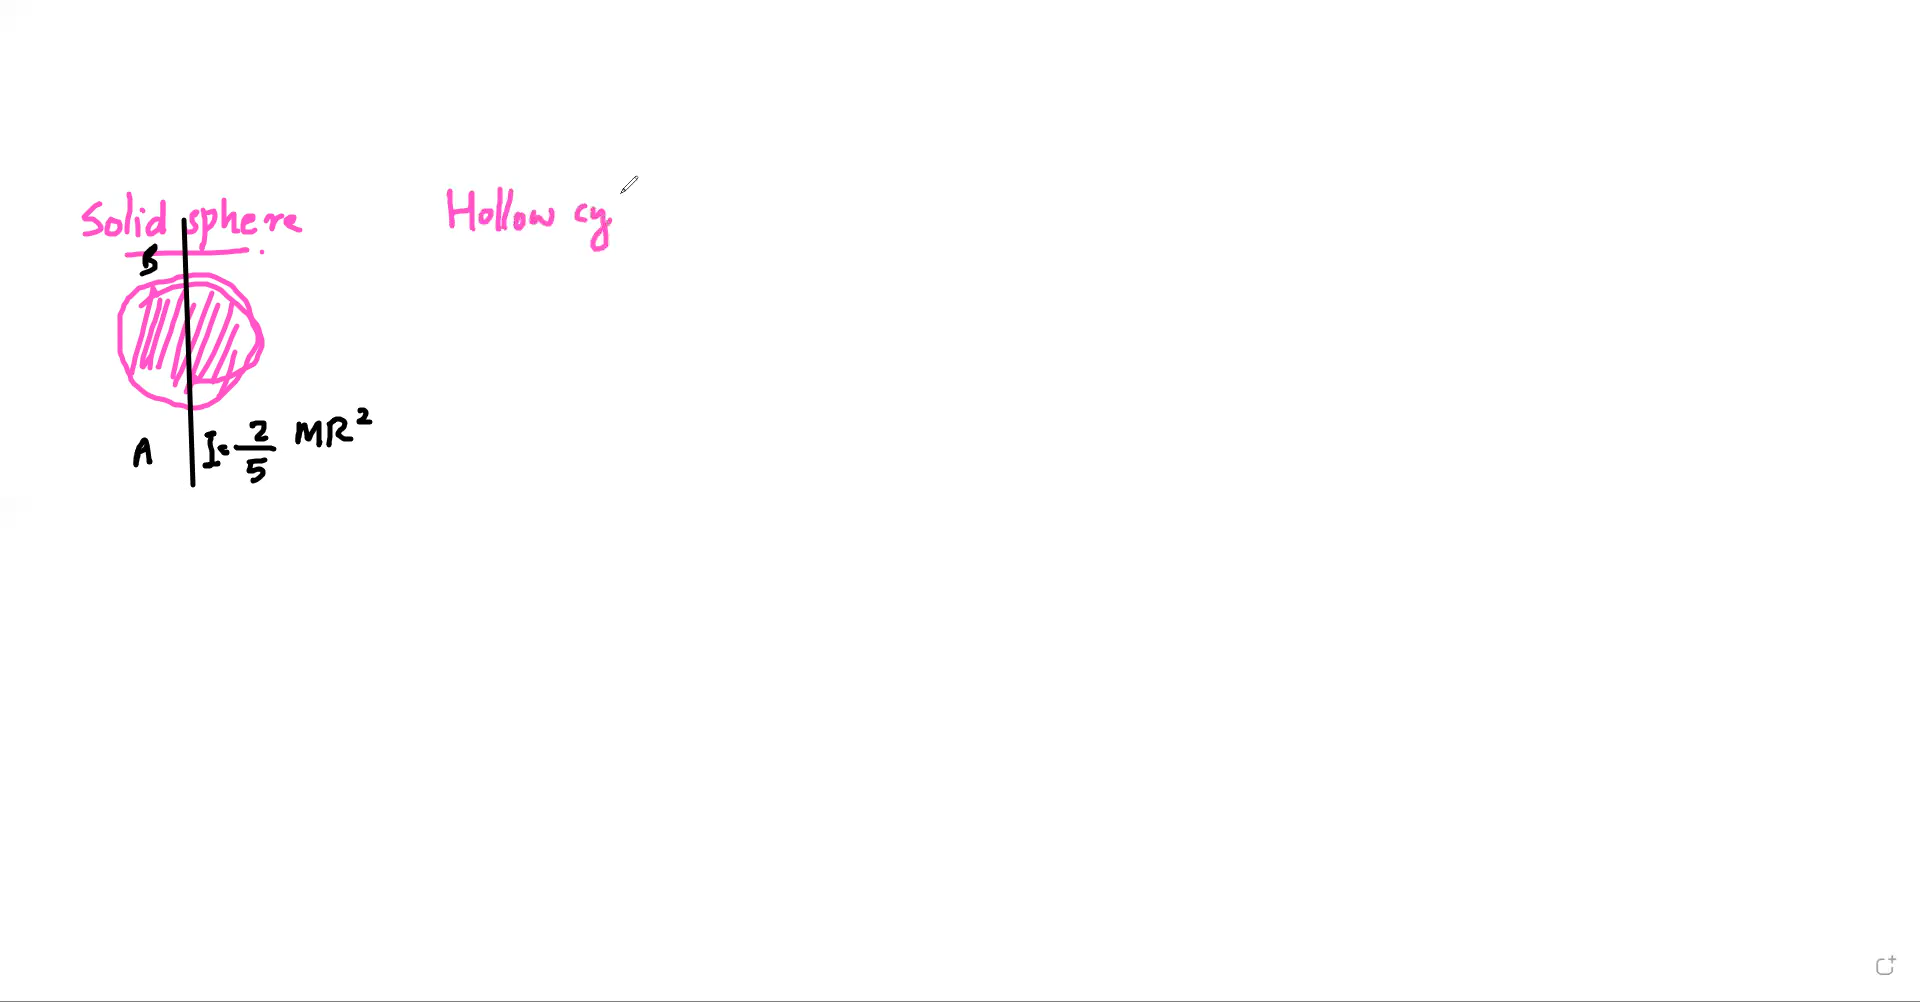 Solid sphere
Hollow cy
B
A
I = 2/5 MR²